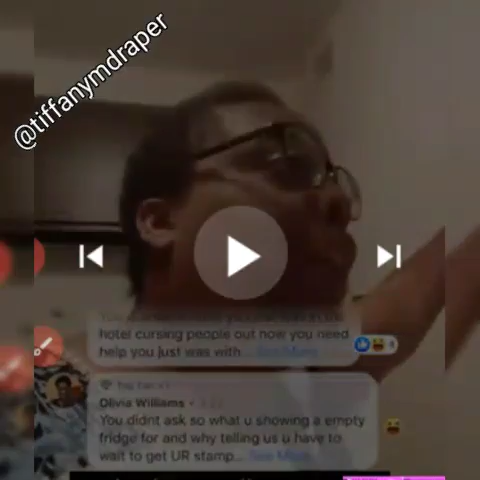 @tiffanymdraper
hotel cursing people out now you need
help you just was with... See More
4
Top fan
Olivia Williams
You didnt ask so what u showing a empty
fridge for and why telling us u have to
wait to get UR stamp... See More